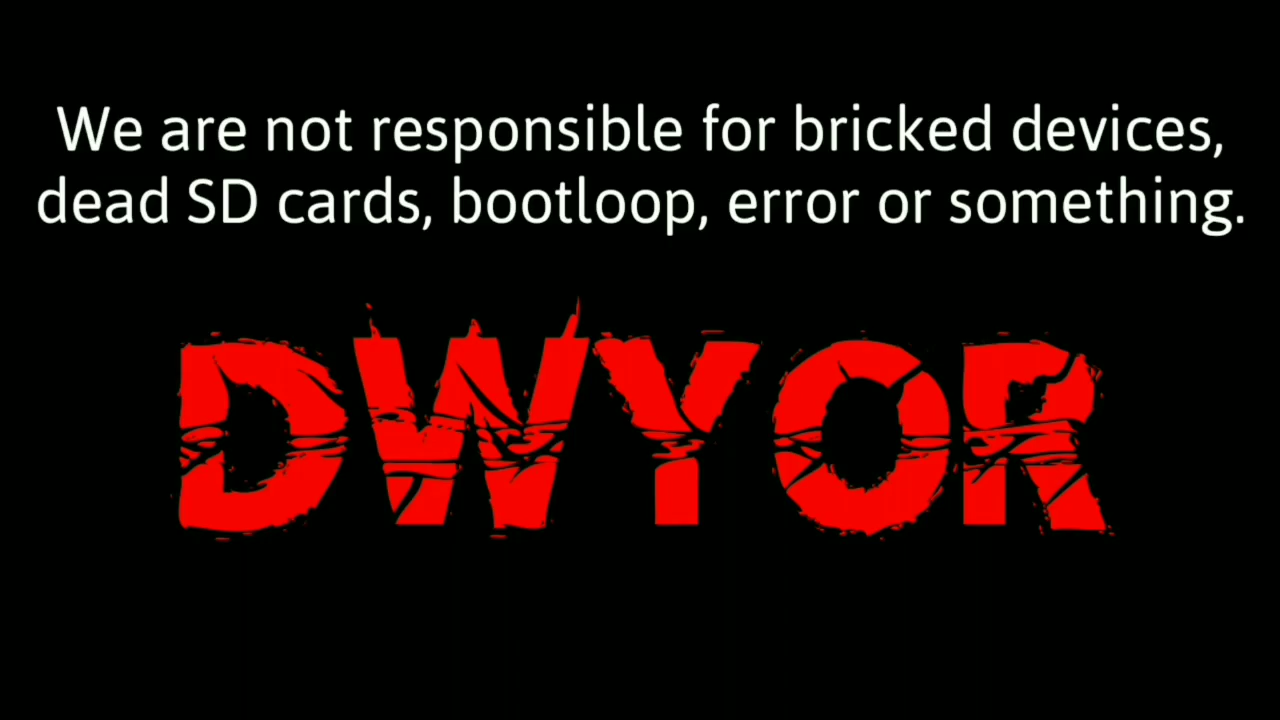 We are not responsible for bricked devices,
dead SD cards, bootloop, error or something.
DWYOR